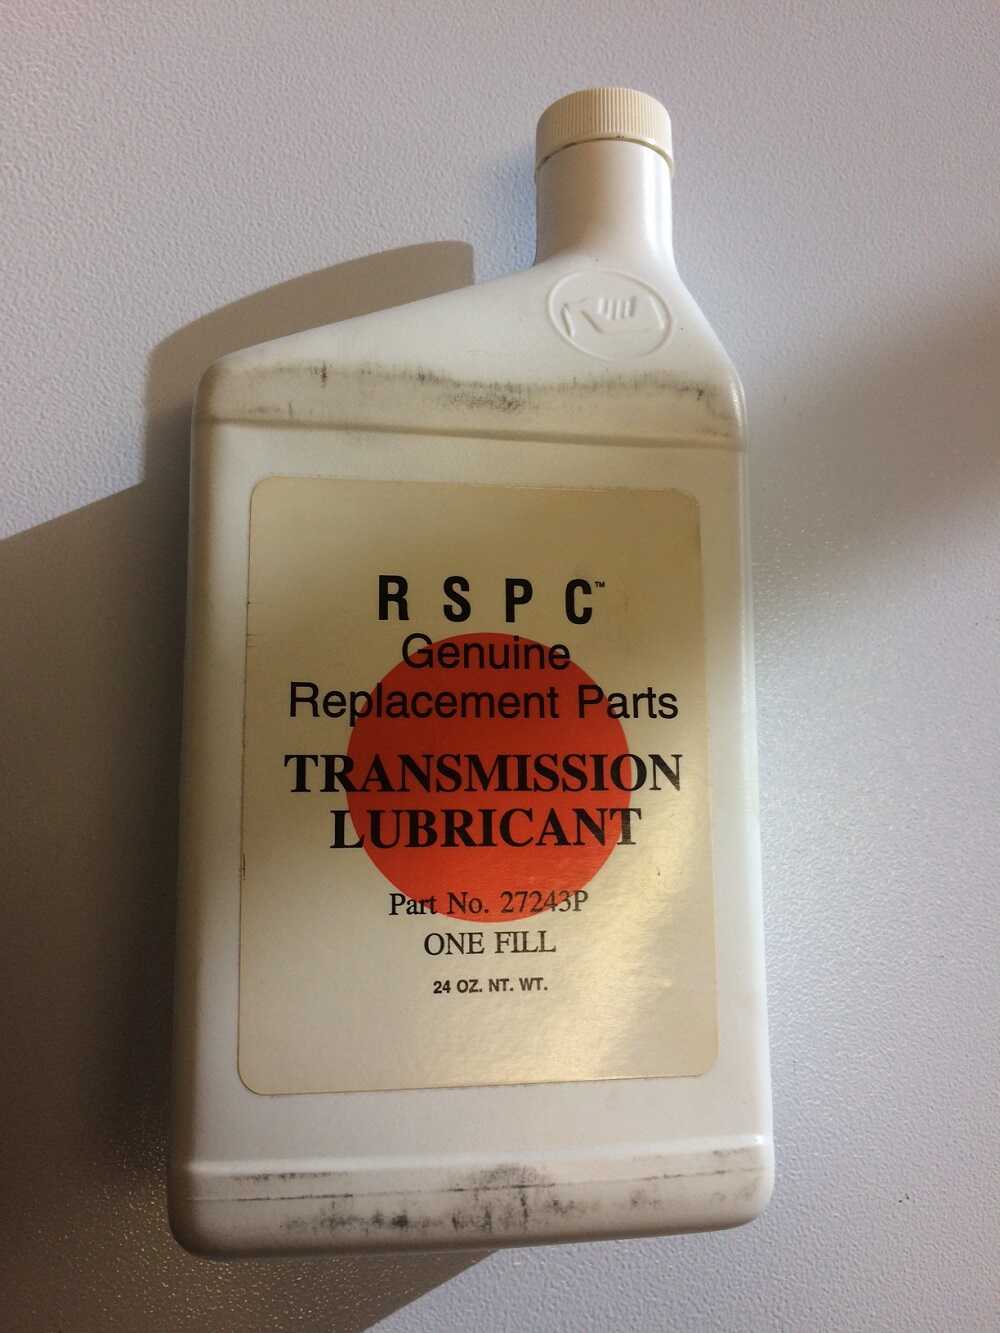 RSPC™
Genuine
Replacement Parts
TRANSMISSION
LUBRICANT
Part No. 27243P
ONE FILL
24 OZ. NT. WT.